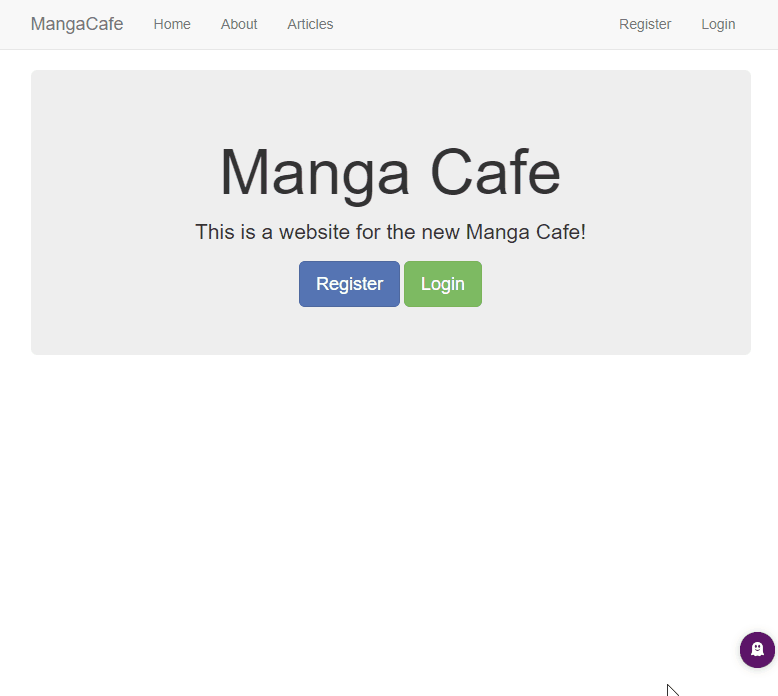 MangaCafe Home About Articles Register Login
Manga Cafe
This is a website for the new Manga Cafe!
Register Login